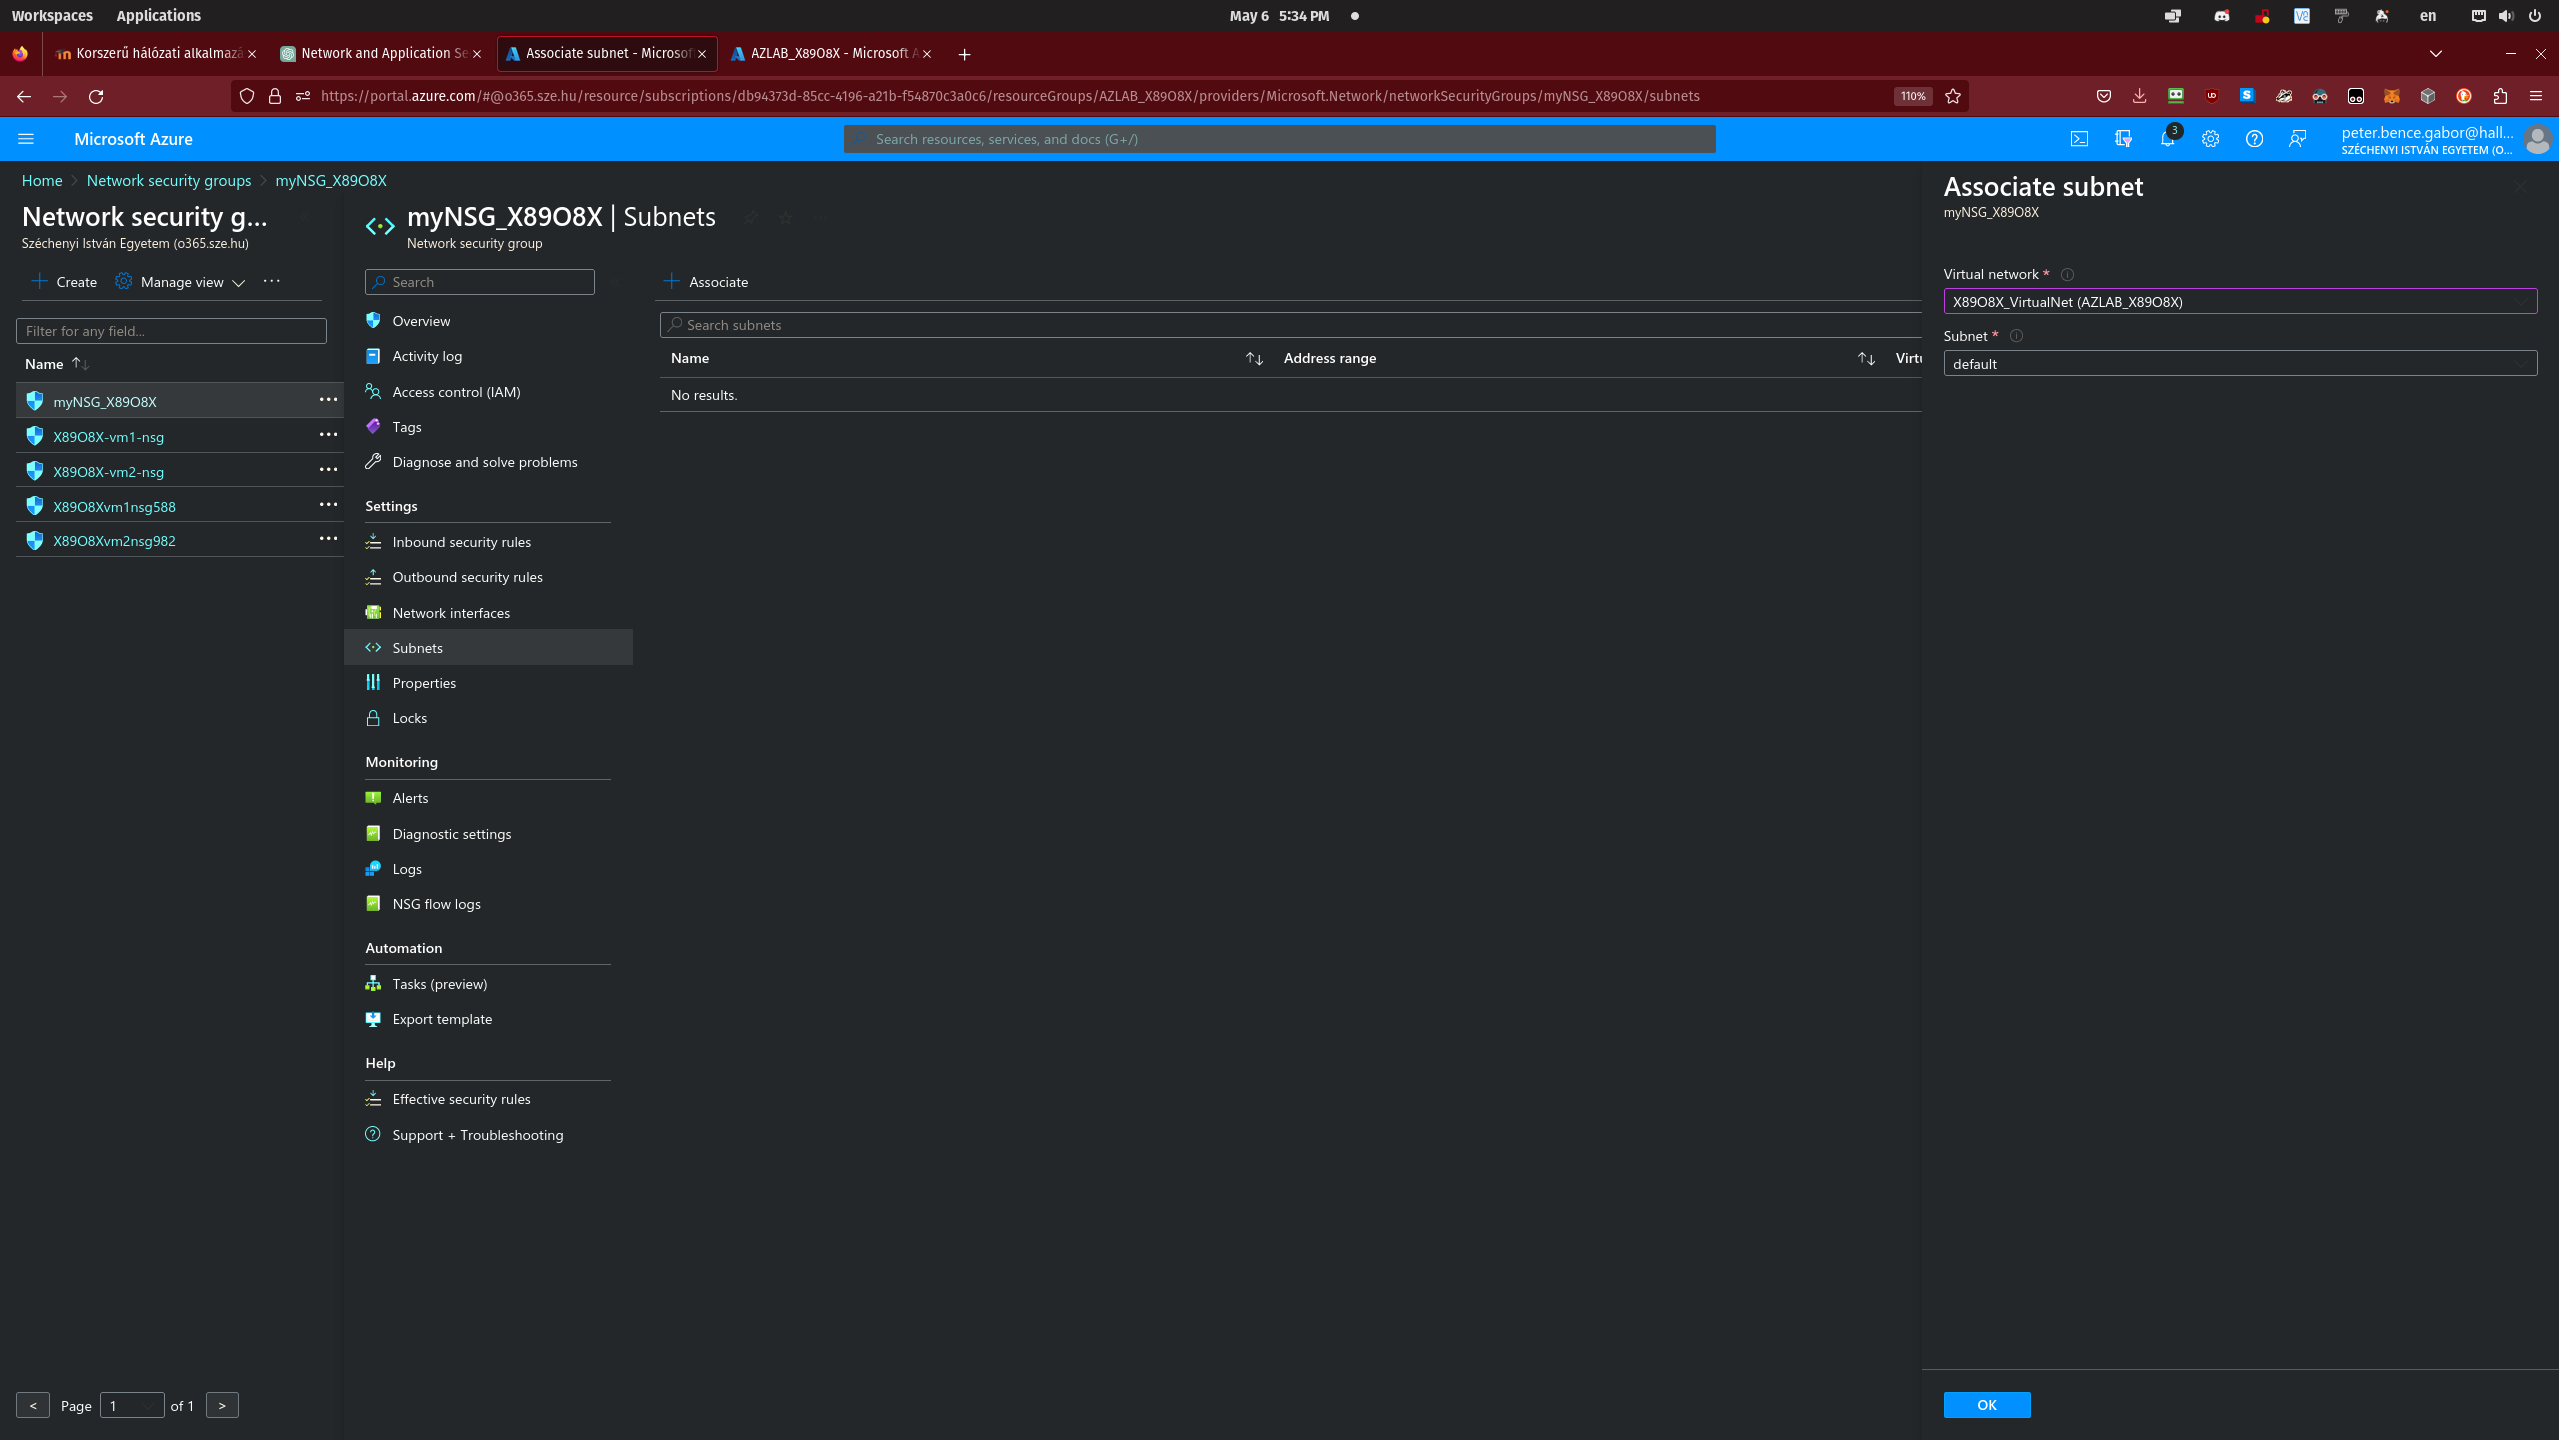 Workspaces Applications May 6 5:34 PM en
Korszerű hálózati alkalmazá Network and Application Se Associate subnet - Microsof AZLAB_X89O8X - Microsoft A
https://portal.azure.com/#@o365.sze.hu/resource/subscriptions/db94373d-85cc-4196-a21b-f54870c3a0c6/resourceGroups/AZLAB_X89O8X/providers/Microsoft.Network/networkSecurityGroups/myNSG_X89O8X/subnets 110%
Microsoft Azure Search resources, services, and docs (G+/) 3 peter.bence.gabor@hall...
SZÉCHENYI ISTVÁN EGYETEM (O...
Home > Network security groups > myNSG_X89O8X
Network security g...
Széchenyi István Egyetem (o365.sze.hu)
+ Create Manage view ...
Filter for any field...
Name ↑↓
myNSG_X89O8X ...
X89O8X-vm1-nsg ...
X89O8X-vm2-nsg ...
X89O8Xvm1nsg588 ...
X89O8Xvm2nsg982 ...
< Page 1 of 1 >
myNSG_X89O8X | Subnets
Network security group
Search
Overview
Activity log
Access control (IAM)
Tags
Diagnose and solve problems
Settings
Inbound security rules
Outbound security rules
Network interfaces
Subnets
Properties
Locks
Monitoring
Alerts
Diagnostic settings
Logs
NSG flow logs
Automation
Tasks (preview)
Export template
Help
Effective security rules
Support + Troubleshooting
+ Associate
Search subnets
Name ↑↓ Address range ↑↓ Virtu
No results.
Associate subnet
myNSG_X89O8X
Virtual network *
X89O8X_VirtualNet (AZLAB_X89O8X)
Subnet *
default
OK